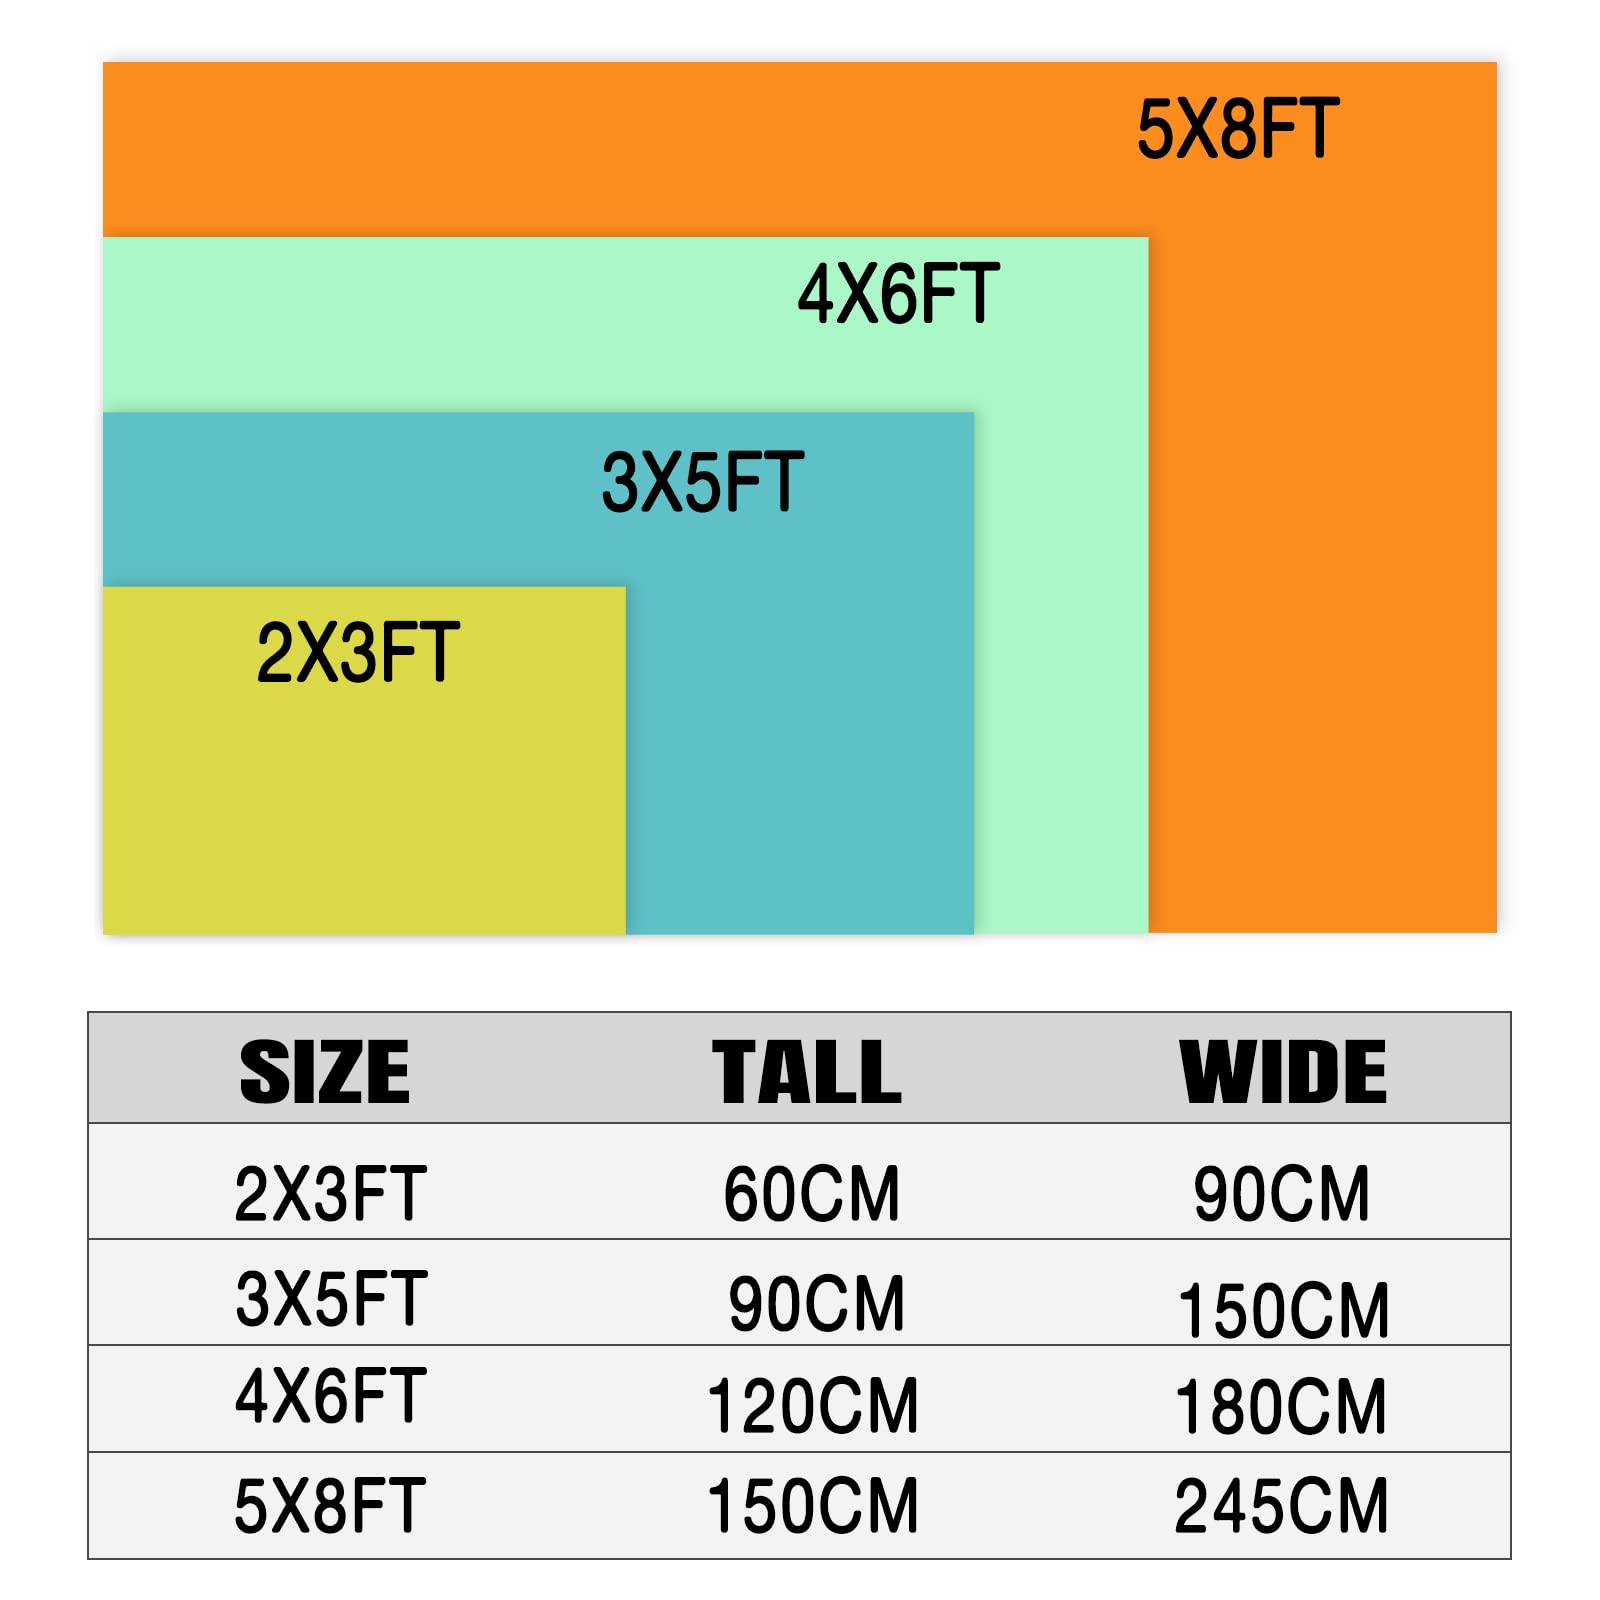 5X8FT
4X6FT
3X5FT
2X3FT
SIZE TALL WIDE
2X3FT 60CM 90CM
3X5FT 90CM 150CM
4X6FT 120CM 180CM
5X8FT 150CM 245CM